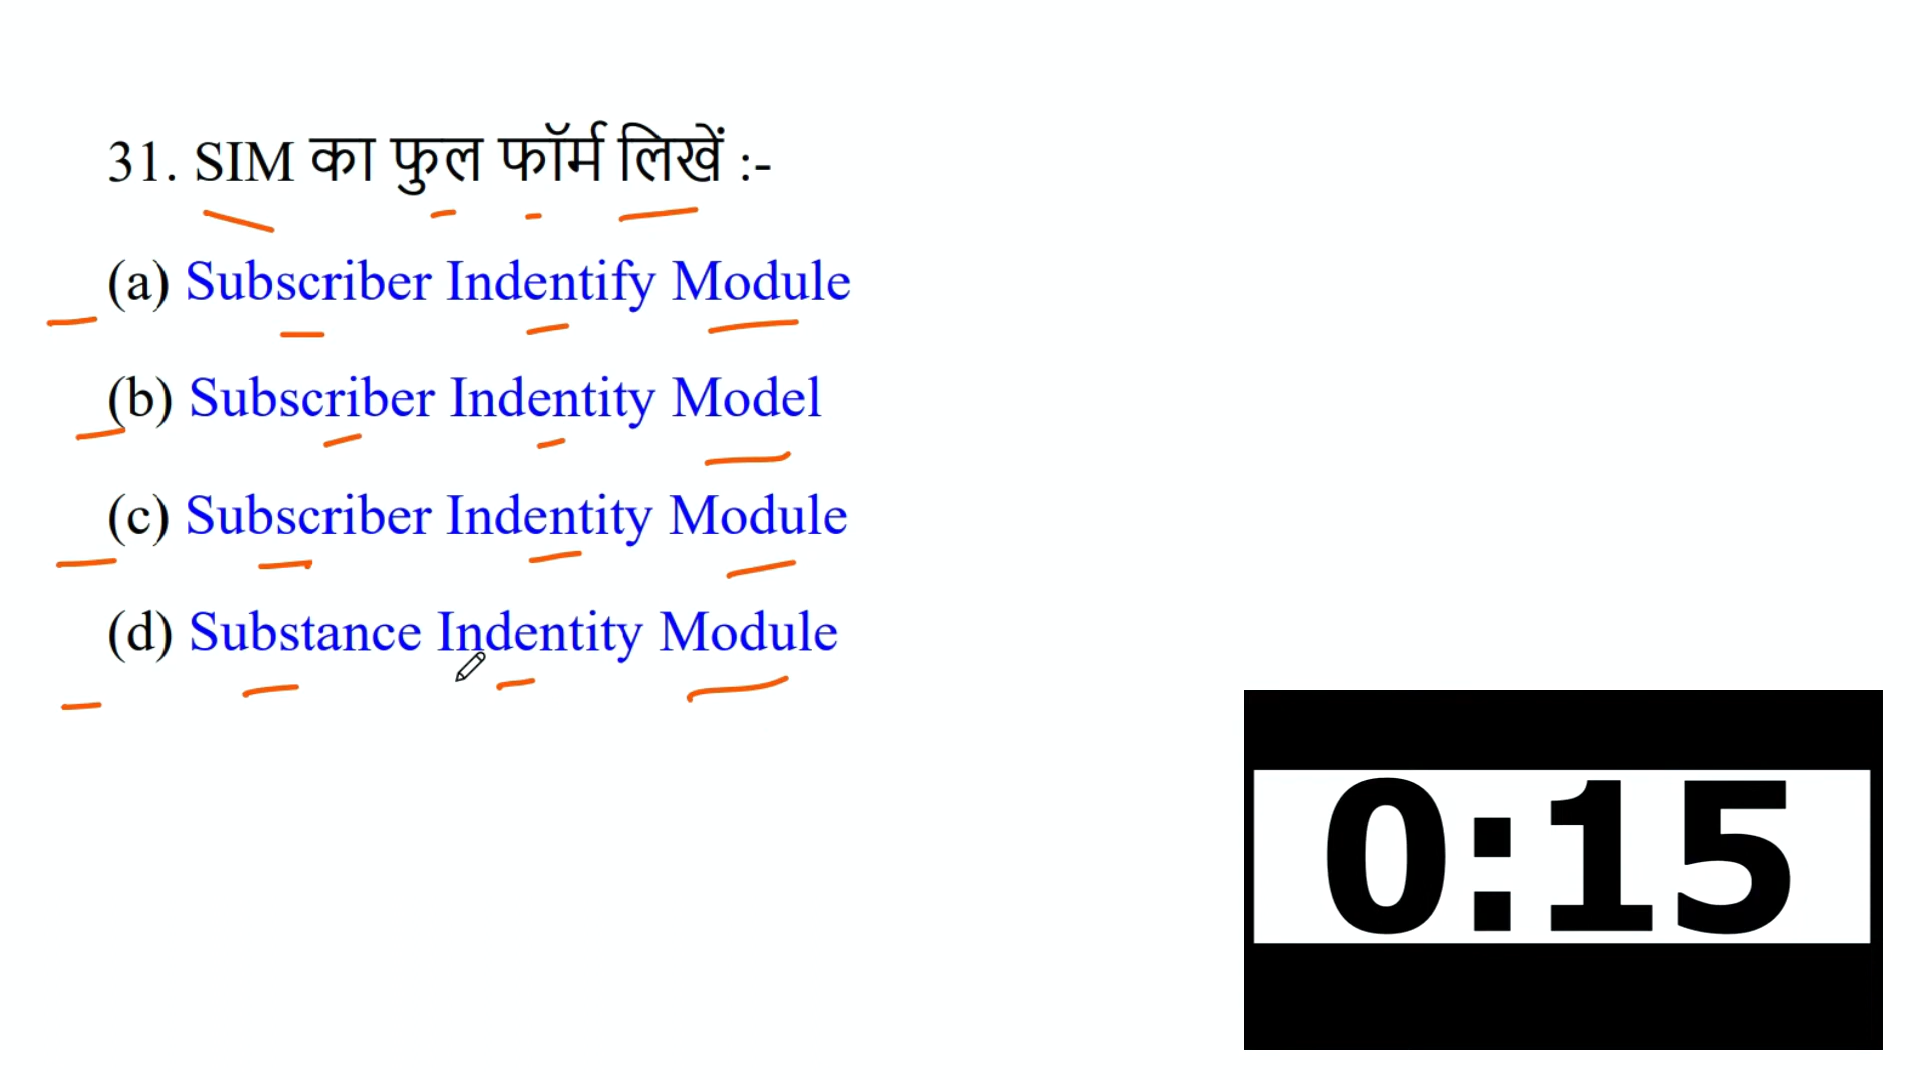 31. SIM का फुल फॉर्म लिखें :-
(a) Subscriber Indentify Module
(b) Subscriber Indentity Model
(c) Subscriber Indentity Module
(d) Substance Indentity Module
0:15